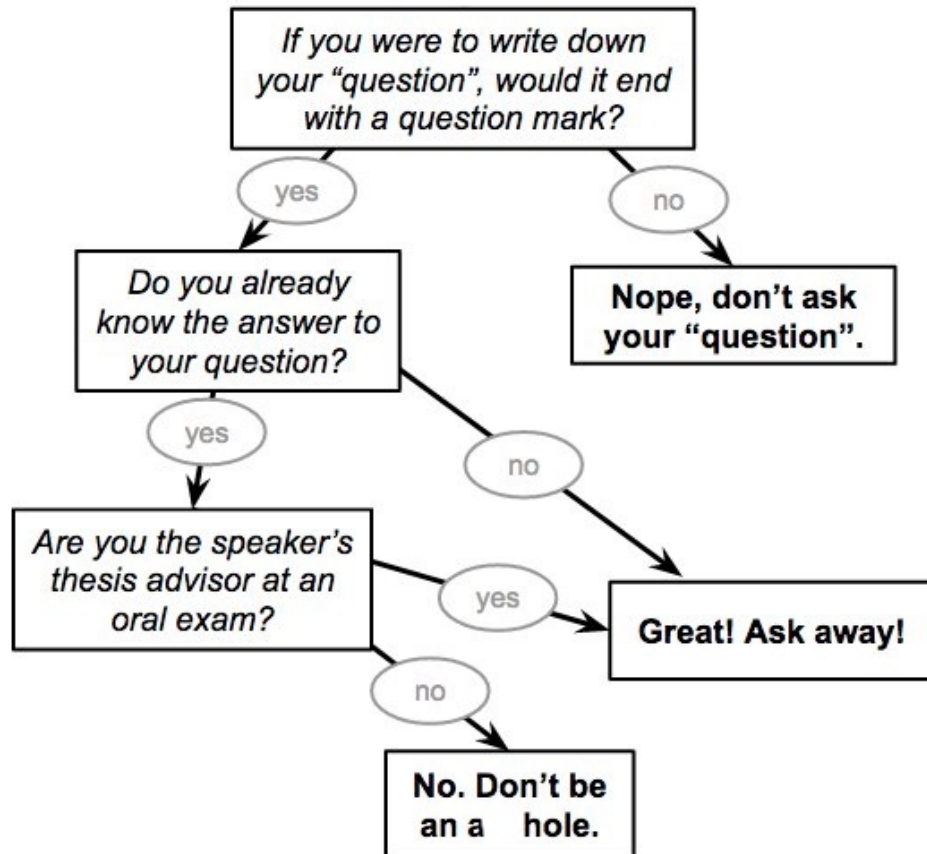 If you were to write down
your “question”, would it end
with a question mark?
yes
no
Do you already
know the answer to
your question?
Nope, don’t ask
your “question”.
yes
no
Are you the speaker’s
thesis advisor at an
oral exam?
yes
Great! Ask away!
no
No. Don’t be
an a hole.